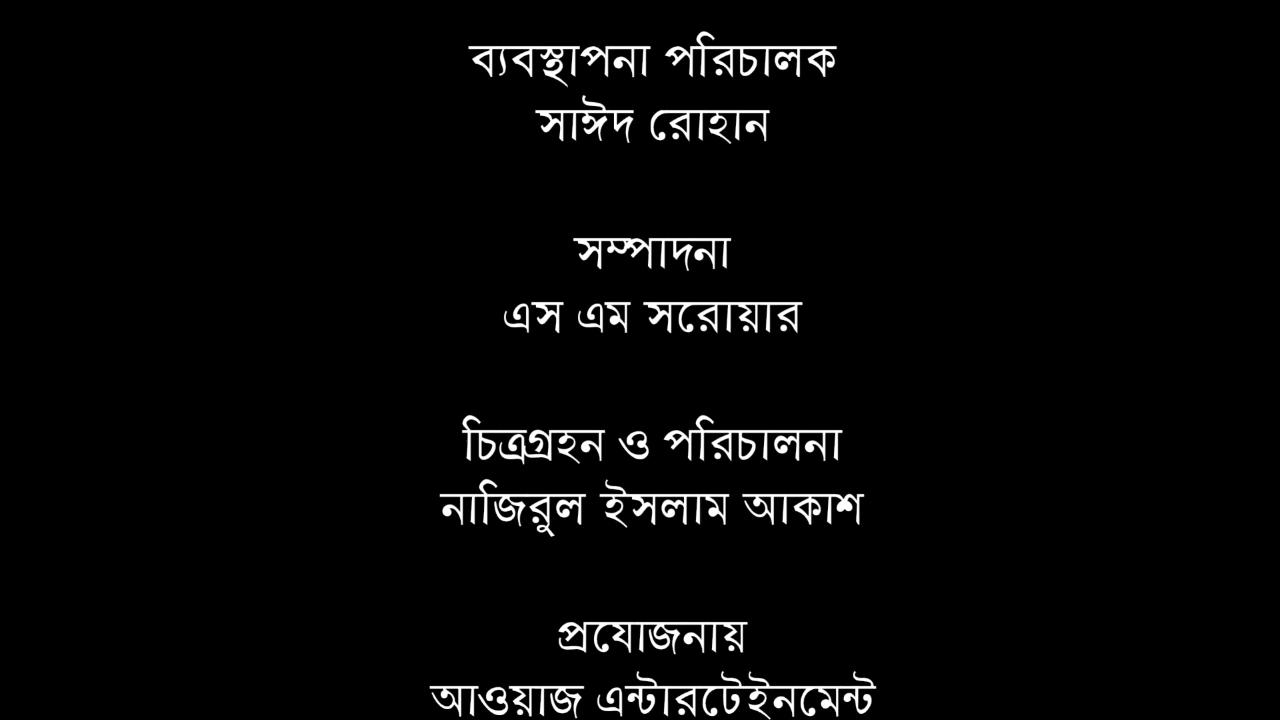 ব্যবস্থাপনা পরিচালক
সাঈদ রোহান
সম্পাদনা
এস এম সরোয়ার
চিত্রগ্রহন ও পরিচালনা
নাজিরুল ইসলাম আকাশ
প্রযোজনায়
আওয়াজ এন্টারটেইনমেন্ট